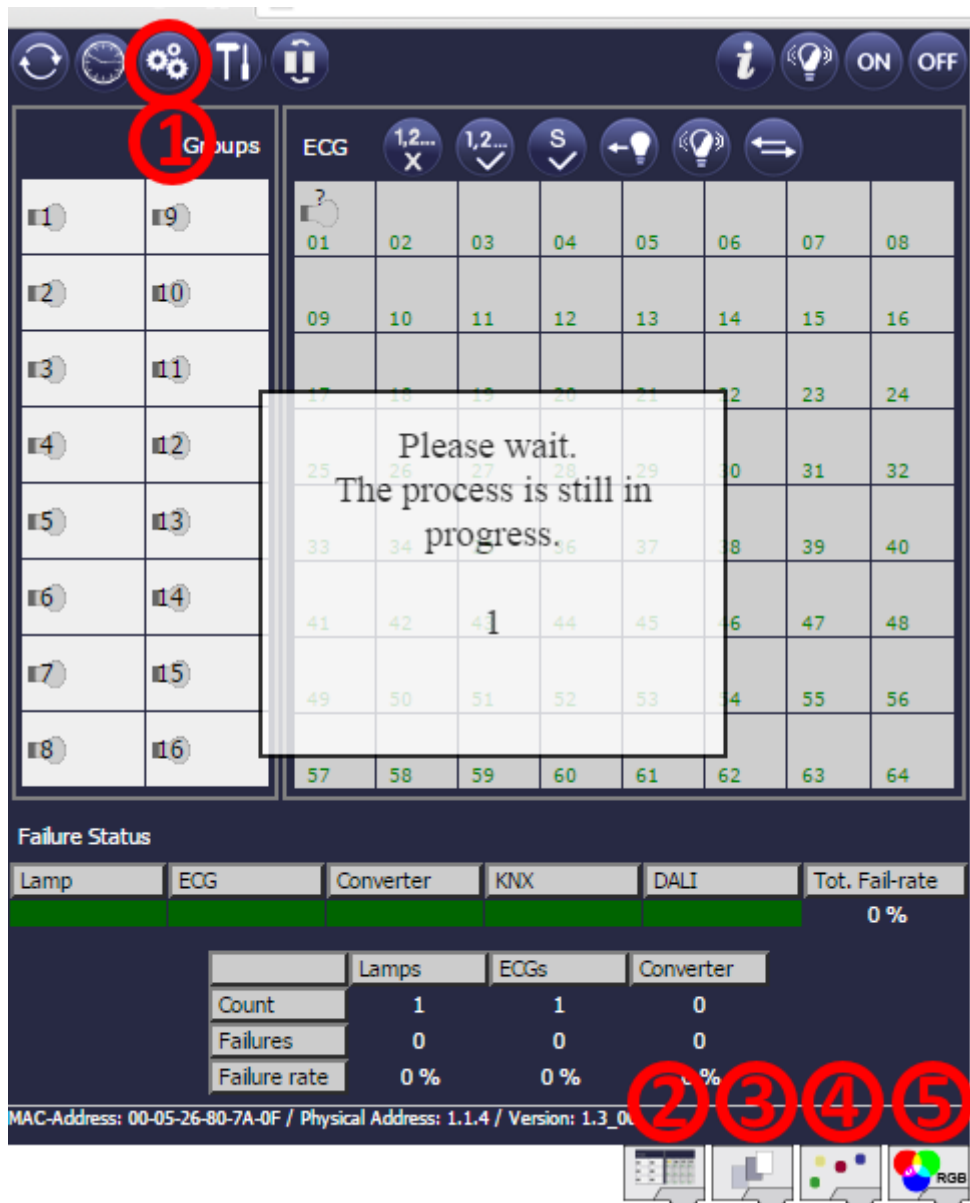 ON OFF
1
Groups
ECG 1,2... X 1,2... S
1 9 ? 01 02 03 04 05 06 07 08
2 10 09 10 11 12 13 14 15 16
3 11 17 18 19 20 21 22 23 24
4 12 25 26 27 28 29 30 31 32
5 13 33 34 36 37 38 39 40
6 14 41 42 43 44 45 46 47 48
7 15 49 50 51 52 53 54 55 56
8 16 57 58 59 60 61 62 63 64
Please wait.
The process is still in
progress.
1
Failure Status
Lamp ECG Converter KNX DALI Tot. Fail-rate
0 %
Lamps ECGs Converter
Count 1 1 0
Failures 0 0 0
Failure rate 0 % 0 % 0 %
MAC-Address: 00-05-26-80-7A-0F / Physical Address: 1.1.4 / Version: 1.3_
2 3 4 5
RGB